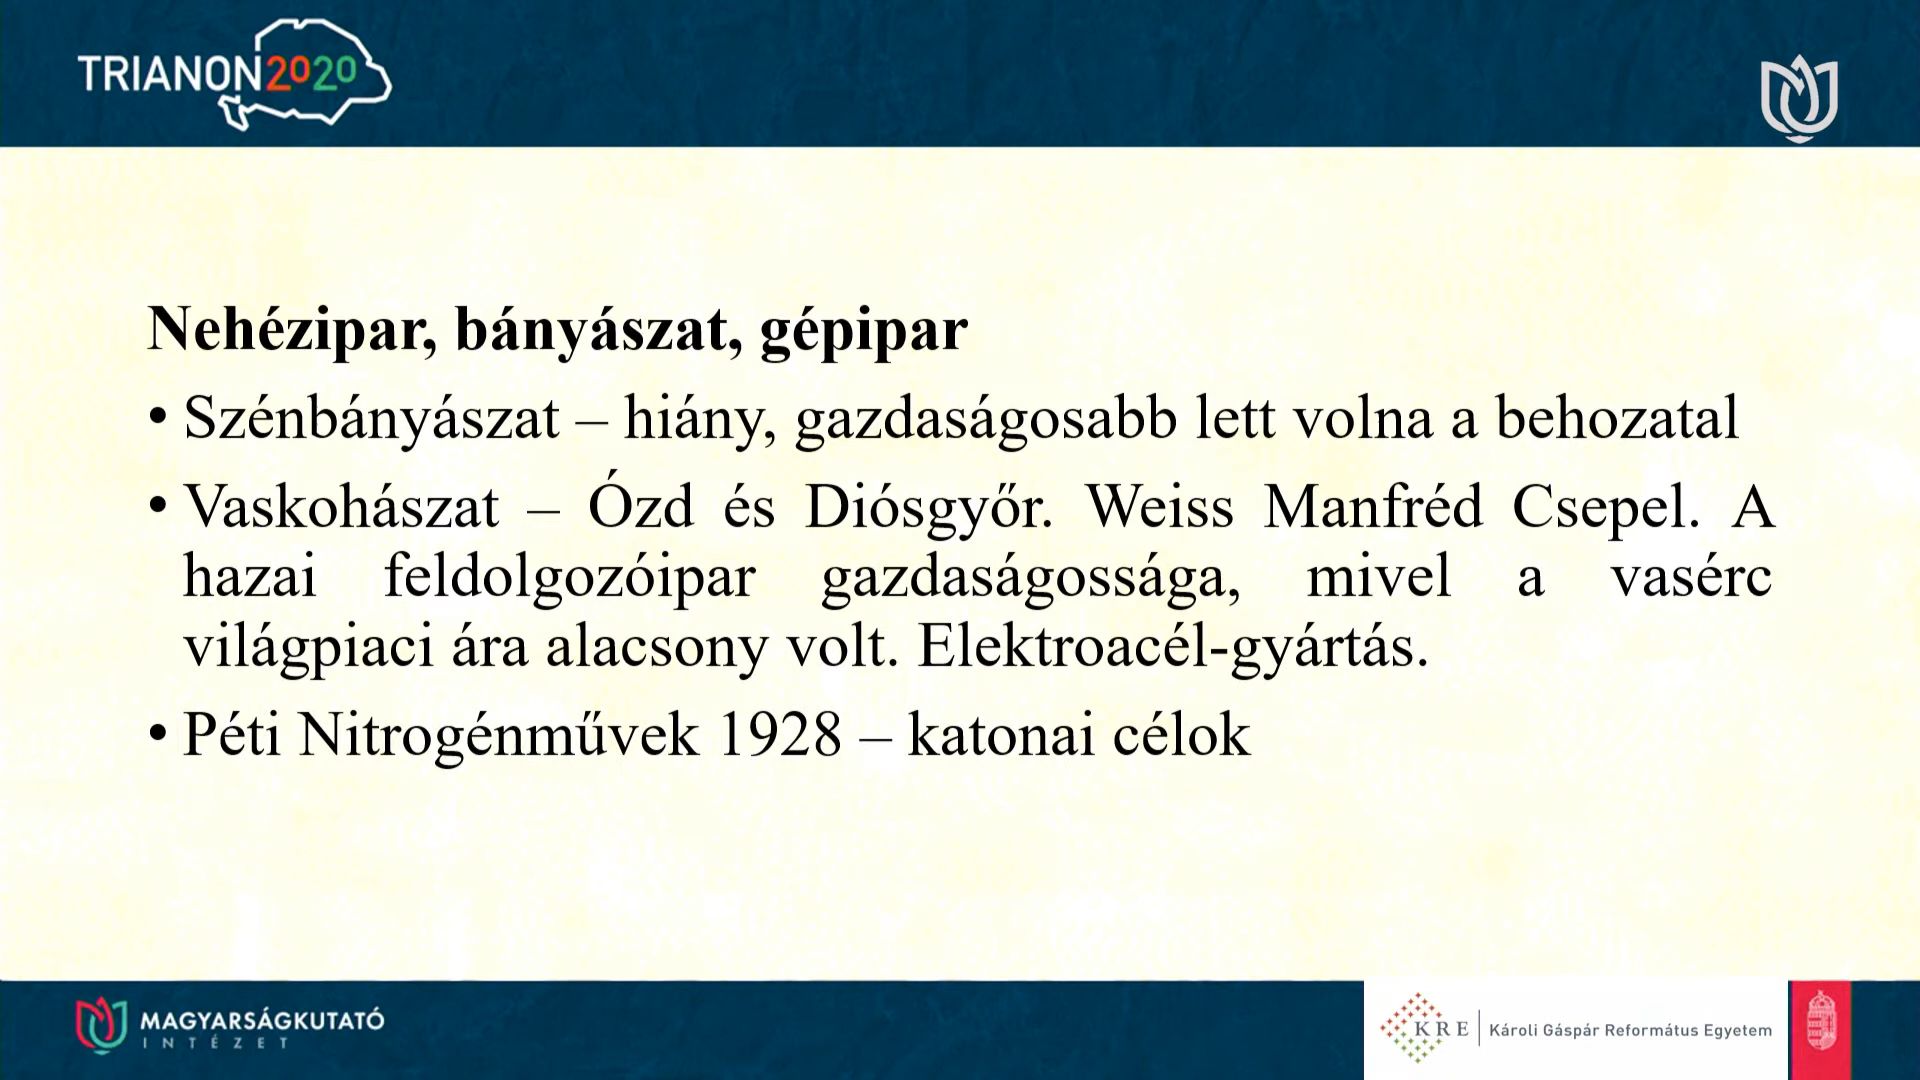 TRIANON2020
Nehézipar, bányászat, gépipar
• Szénbányászat – hiány, gazdaságosabb lett volna a behozatal
• Vaskohászat – Ózd és Diósgyőr. Weiss Manfréd Csepel. A
hazai feldolgozóipar gazdaságossága, mivel a vasérc
világpiaci ára alacsony volt. Elektroacél-gyártás.
• Péti Nitrogénművek 1928 – katonai célok
MAGYARSÁGKUTATÓ
INTÉZET
KRE
Károli Gáspár Református Egyetem